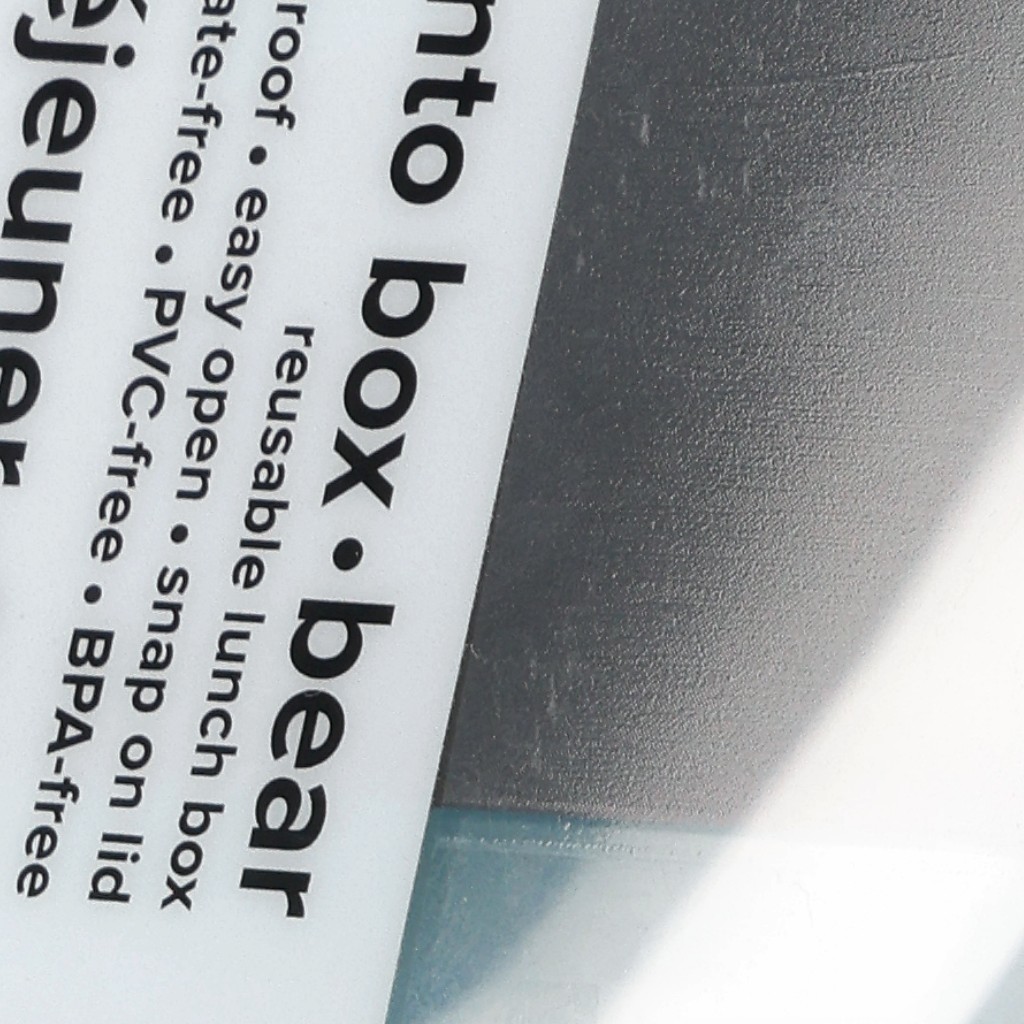 nto box • bear
reusable lunch box
roof • easy open • snap on lid
ate-free • PVC-free • BPA-free
éjeuner